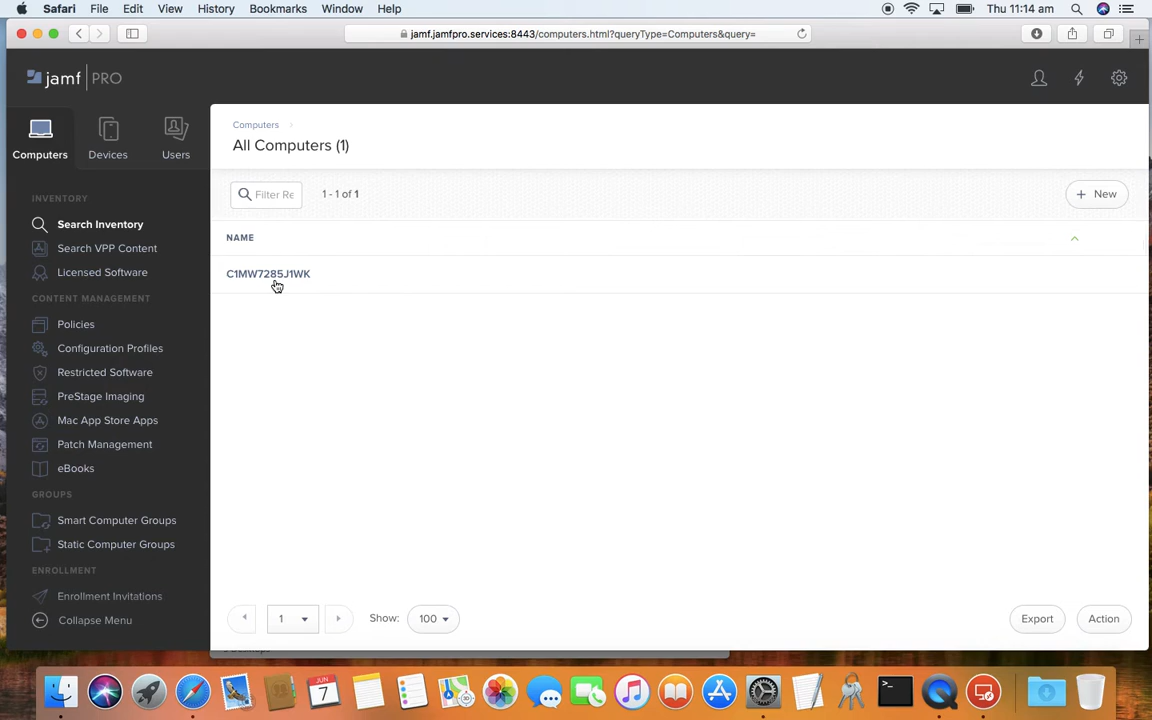 Safari File Edit View History Bookmarks Window Help Thu 11:14 am
jamf.jamfpro.services:8443/computers.html?queryType=Computers&query=
jamf PRO
Computers Devices Users
INVENTORY
Search Inventory
Search VPP Content
Licensed Software
CONTENT MANAGEMENT
Policies
Configuration Profiles
Restricted Software
PreStage Imaging
Mac App Store Apps
Patch Management
eBooks
GROUPS
Smart Computer Groups
Static Computer Groups
ENROLLMENT
Enrollment Invitations
Collapse Menu
Computers
All Computers (1)
Filter Re 1 - 1 of 1 New
NAME
C1MW7285J1WK
1 Show: 100 Export Action
JUN
7